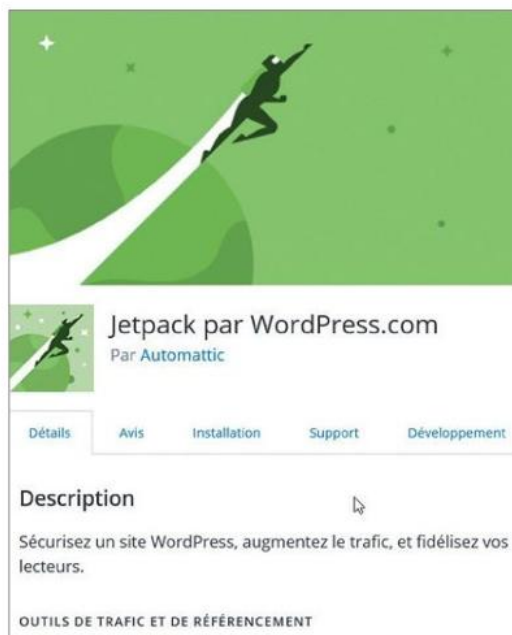 Jetpack par WordPress.com
Par Automattic
Détails Avis Installation Support Développement
Description
Sécurisez un site WordPress, augmentez le trafic, et fidélisez vos
lecteurs.
OUTILS DE TRAFIC ET DE RÉFÉRENCEMENT